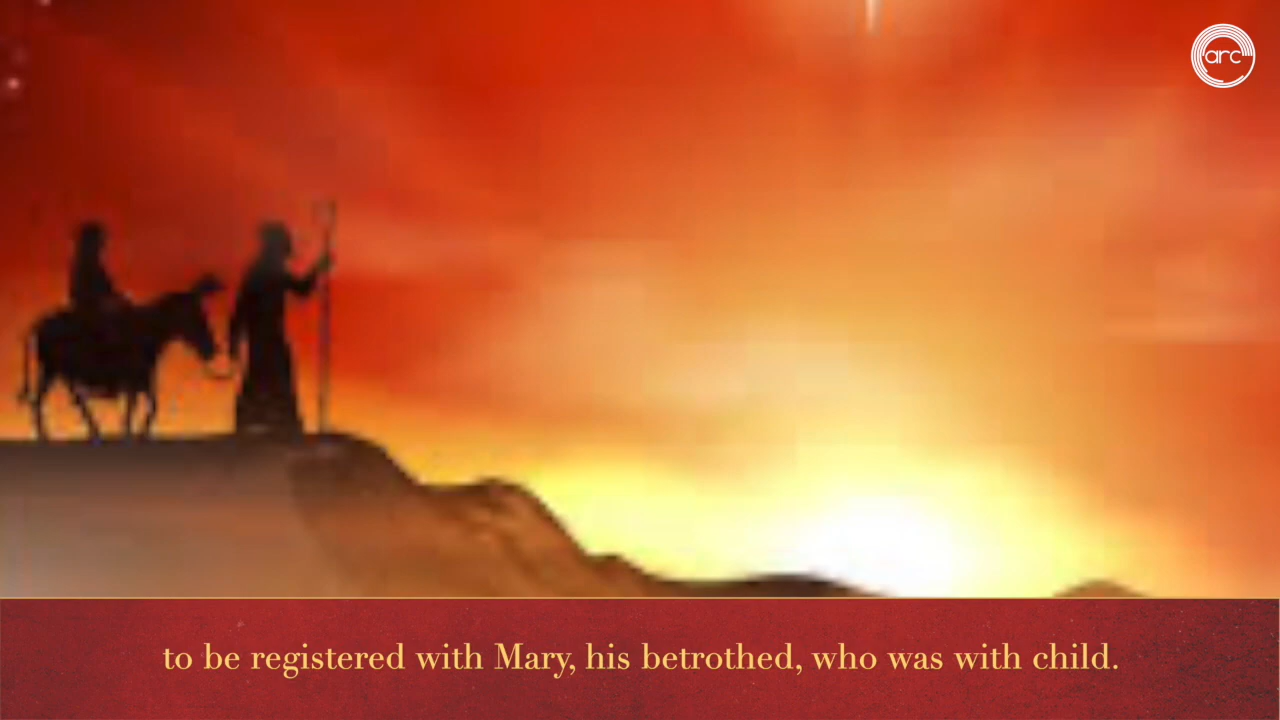 arc
to be registered with Mary, his betrothed, who was with child.